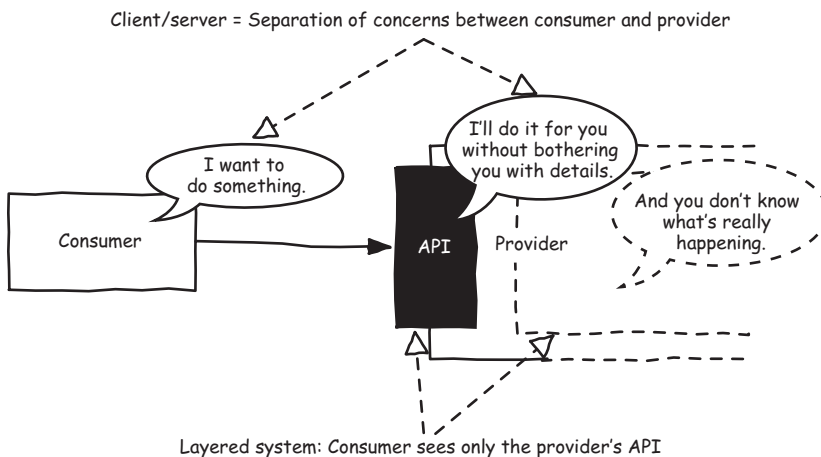 Client/server = Separation of concerns between consumer and provider
I want to
do something.
I'll do it for you
without bothering
you with details.
And you don't know
what's really
happening.
Consumer
API
Provider
Layered system: Consumer sees only the provider's API